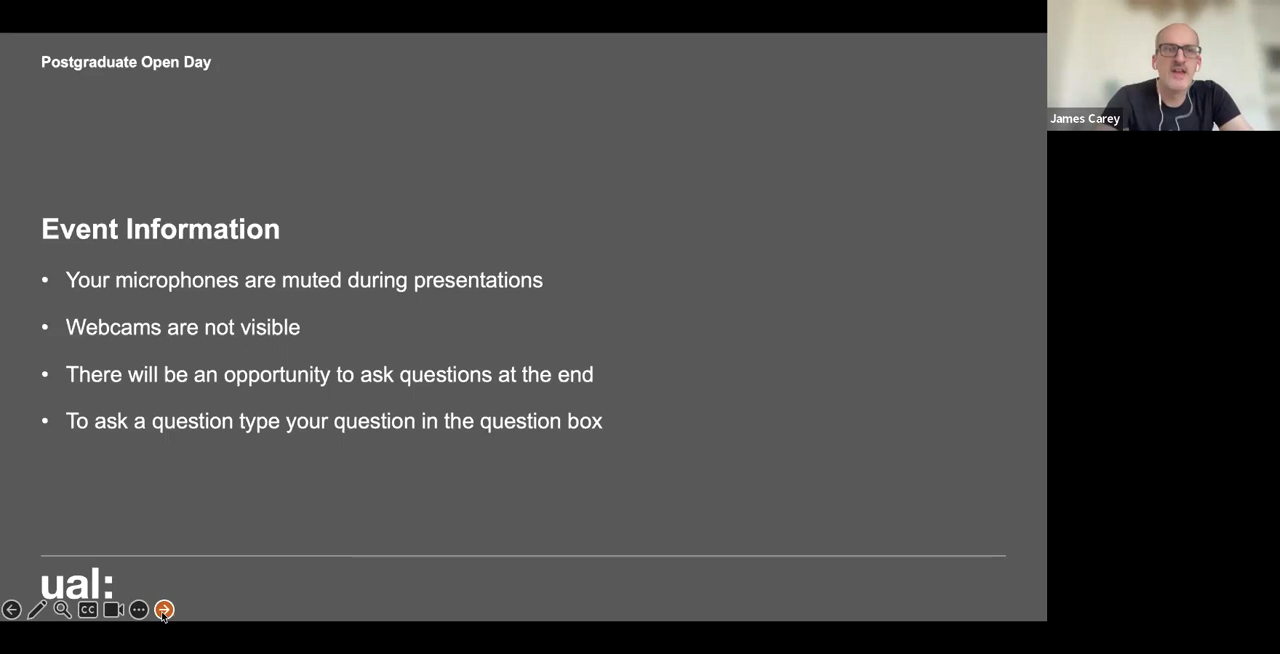 Postgraduate Open Day
James Carey
Event Information
• Your microphones are muted during presentations
• Webcams are not visible
• There will be an opportunity to ask questions at the end
• To ask a question type your question in the question box
ual:
CC